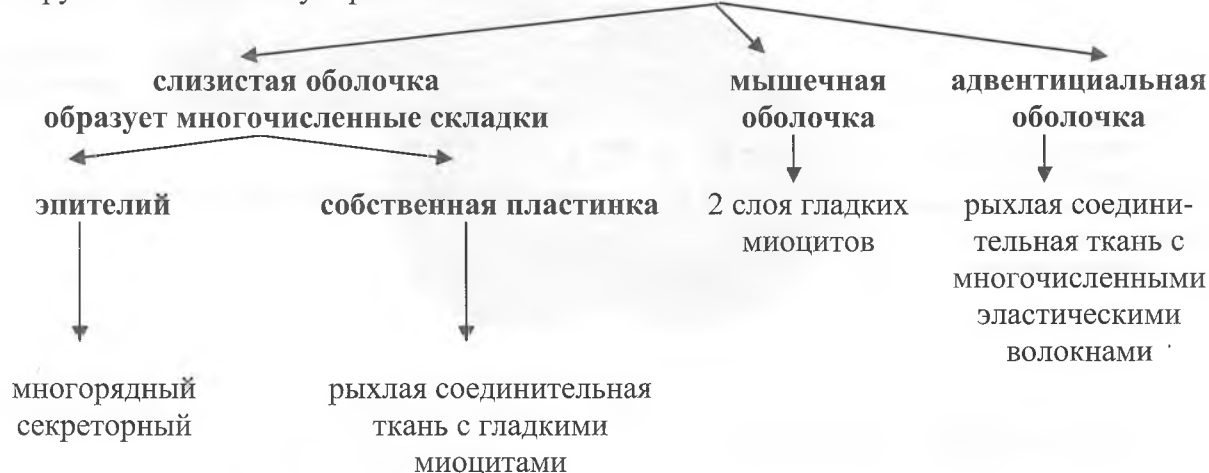 слизистая оболочка
образует многочисленные складки
мышечная
оболочка
адвентициальная
оболочка
эпителий
собственная пластинка
2 слоя гладких
миоцитов
рыхлая соедини-
тельная ткань с
многочисленными
эластическими
волокнами
многорядный
секреторный
рыхлая соединительная
ткань с гладкими
миоцитами